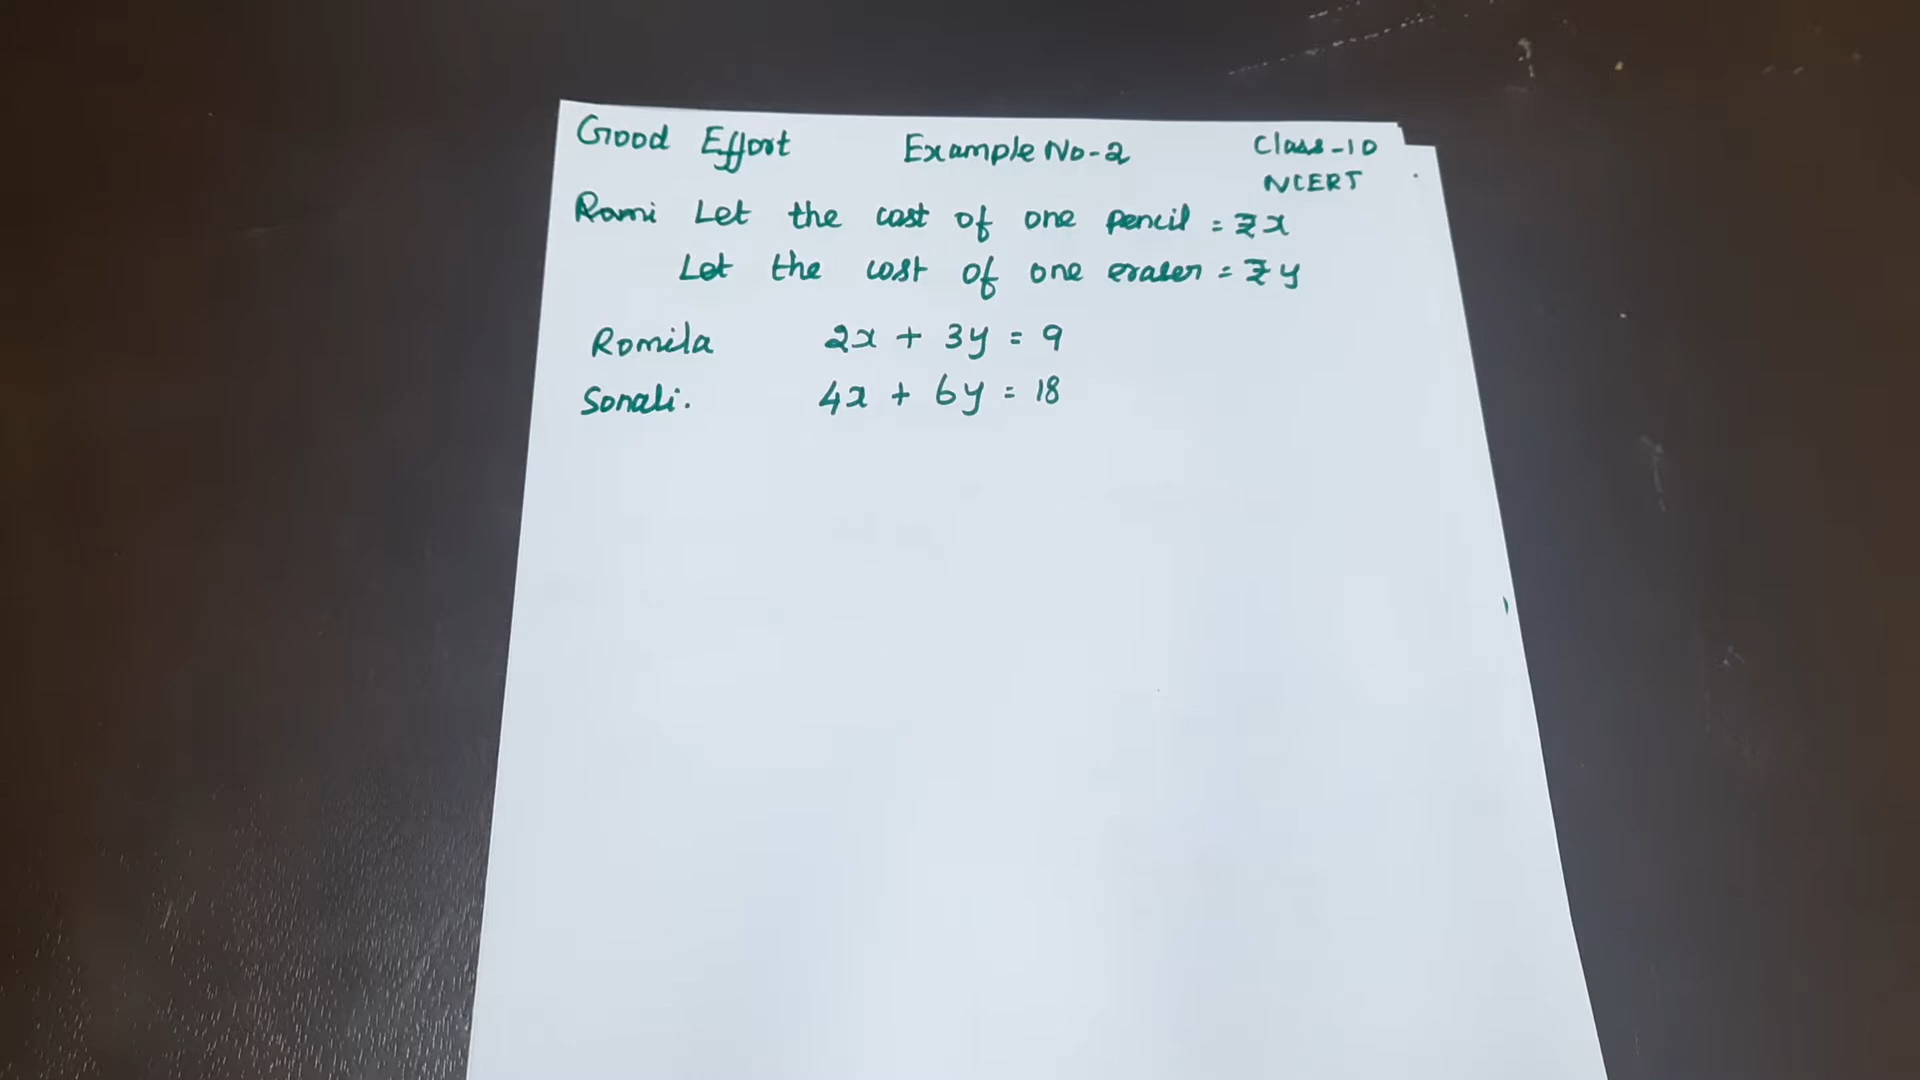 Good Effort Example No-2 Class-10
NCERT
Rami Let the cost of one pencil = ₹x
Let the cost of one eraser = ₹y
Romila 2x + 3y = 9
Sonali. 4x + 6y = 18